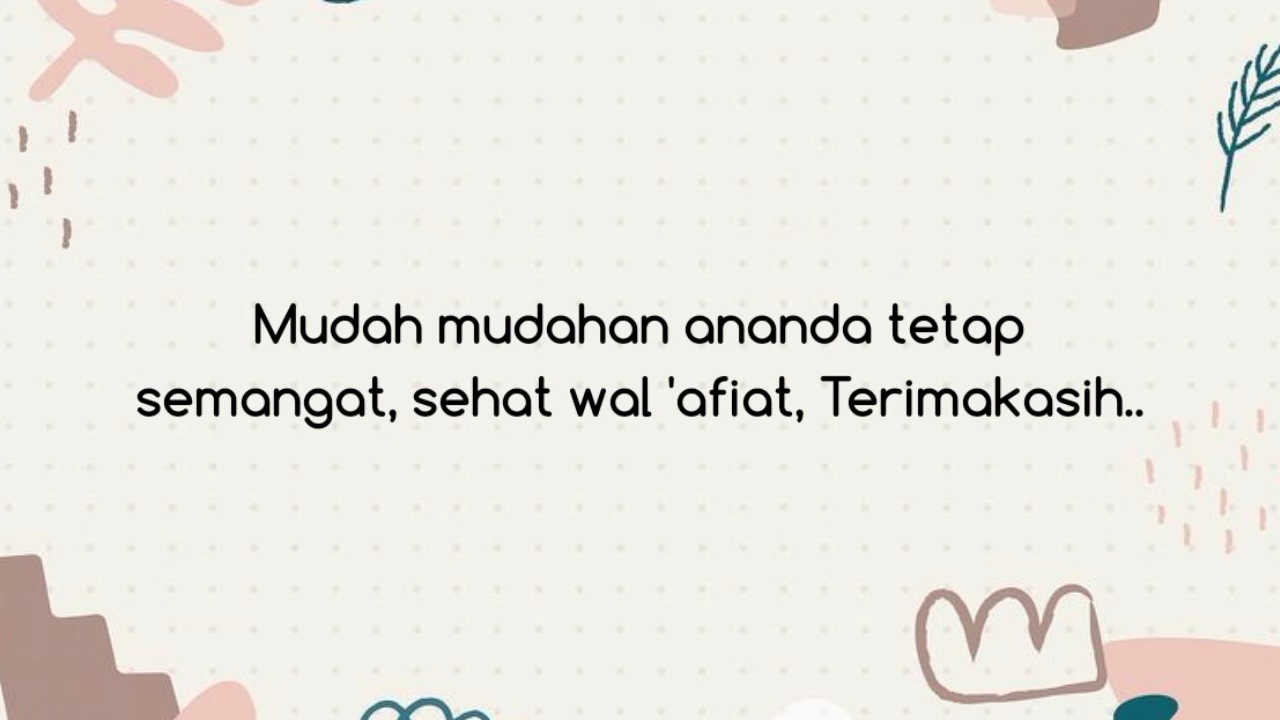 Mudah mudahan ananda tetap
semangat, sehat wal 'afiat, Terimakasih..